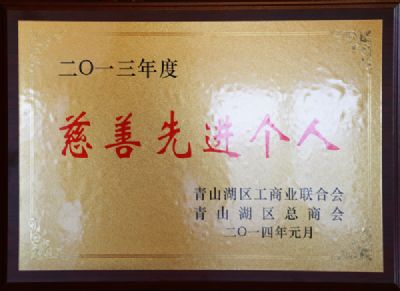 二〇一三年度
慈善先进个人
青山湖区工商业联合会
青山湖区总商会
二〇一四年元月